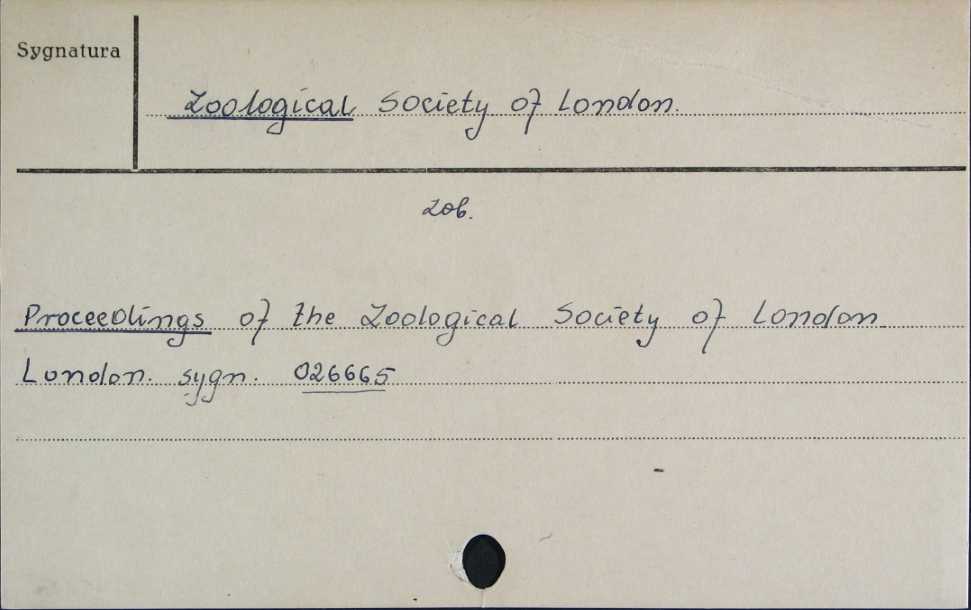 Sygnatura
Zoological Society of London.
zob.
Proceedings of the Zoological Society of London
London. sygn. 026665